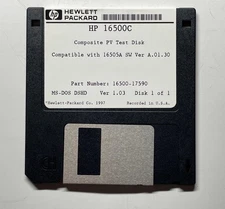 hp HEWLETT
PACKARD
HP 16500C
Composite PV Test Disk
Compatible with 16505A SW Ver A.01.30
Part Number: 16500-17590
MS-DOS DSHD Ver 1.03 Disk 1 of 1
©Hewlett-Packard Co. 1997 Recorded in U.S.A.